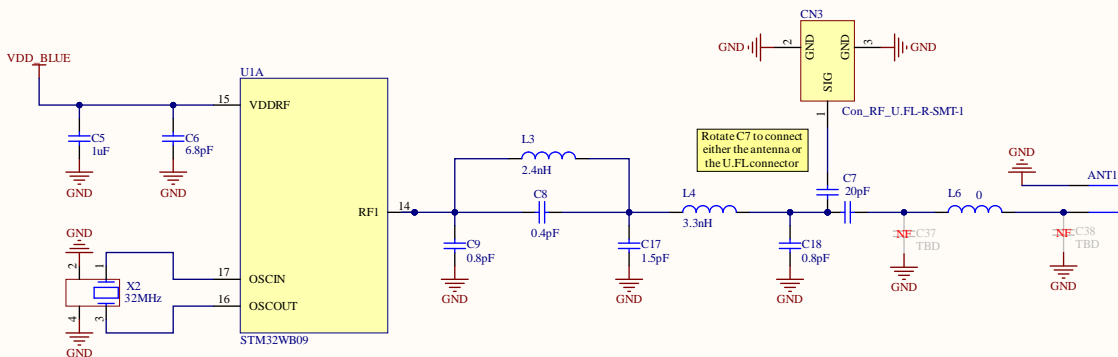 CN3
2
3
GND
GND
GND
GND
SIG
1
Con_RF_U.FL-R-SMT-1
VDD_BLUE
U1A
15
VDDRF
C5
1uF
C6
6.8pF
GND
GND
Rotate C7 to connect
either the antenna or
the U.FL connector
L3
2.4nH
C8
0.4pF
RF1
14
L4
3.3nH
C7
20pF
L6
0
GND
ANT1
C9
0.8pF
GND
C17
1.5pF
GND
C18
0.8pF
GND
NF
C37
TBD
GND
NF
C38
TBD
GND
GND
2
1
X2
32MHz
4
3
GND
17
OSCIN
16
OSCOUT
STM32WB09